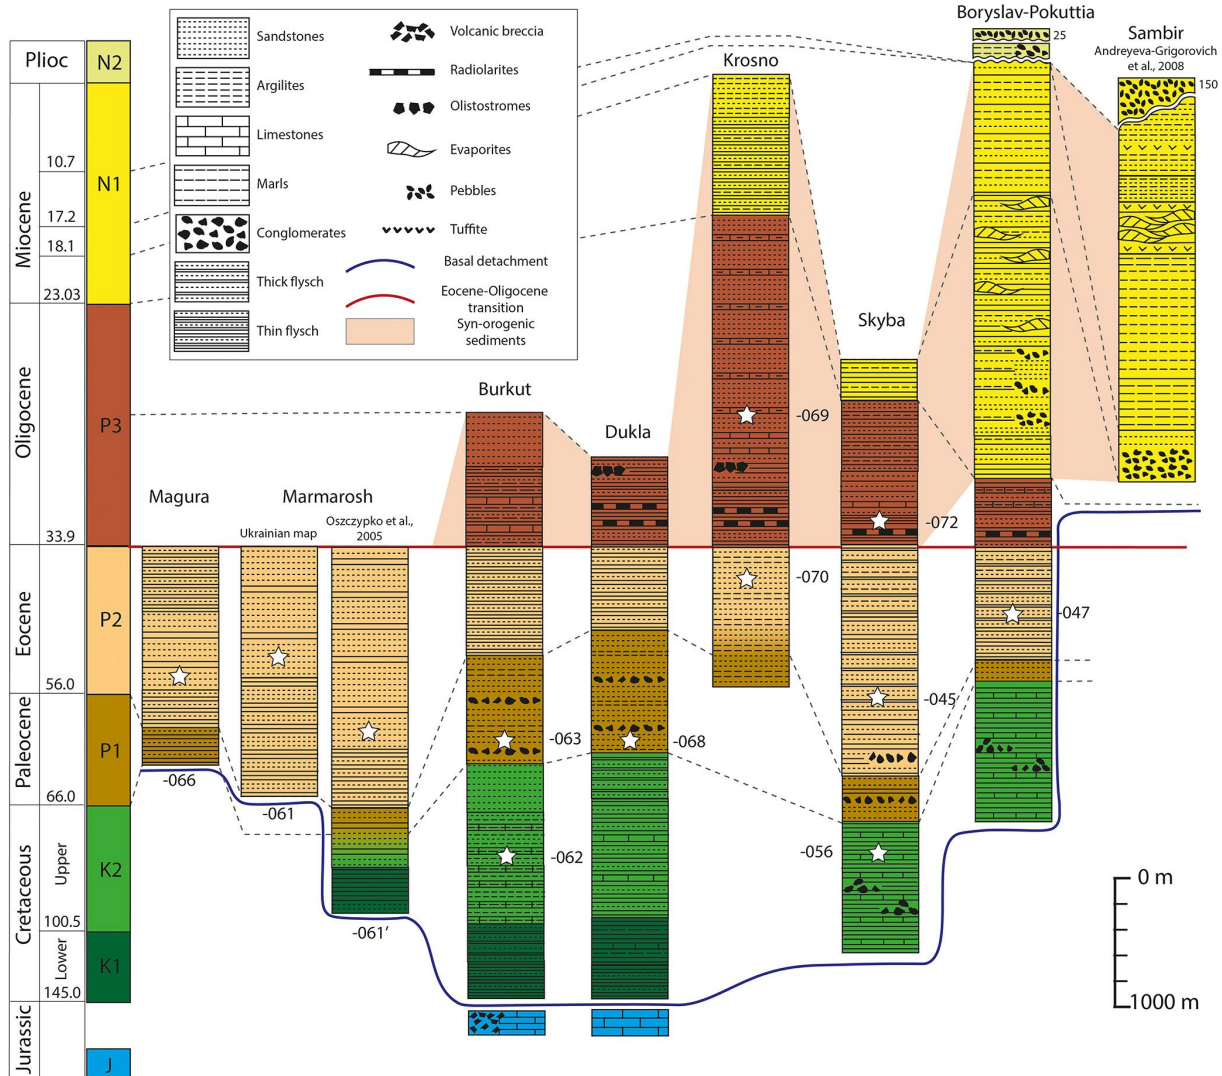 Plioc
N2
Miocene
10.7
17.2
18.1
23.03
N1
Oligocene
33.9
P3
Eocene
56.0
P2
Paleocene
66.0
P1
Cretaceous
Upper
100.5
K2
Lower
145.0
K1
Jurassic
J
Sandstones
Argilites
Limestones
Marls
Conglomerates
Thick flysch
Thin flysch
Volcanic breccia
Radiolarites
Olistostromes
Evaporites
Pebbles
Tuffite
Basal detachment
Eocene-Oligocene
transition
Syn-orogenic
sediments
Magura
-066
Marmarosh
Ukrainian map
-061
Oszczypko et al.,
2005
-061’
Burkut
-063
-062
Dukla
-068
Krosno
-069
-070
Skyba
-072
-045
-056
Boryslav-Pokuttia
25
-047
Sambir
Andreyeva-Grigorovich
et al., 2008
150
0 m
1000 m